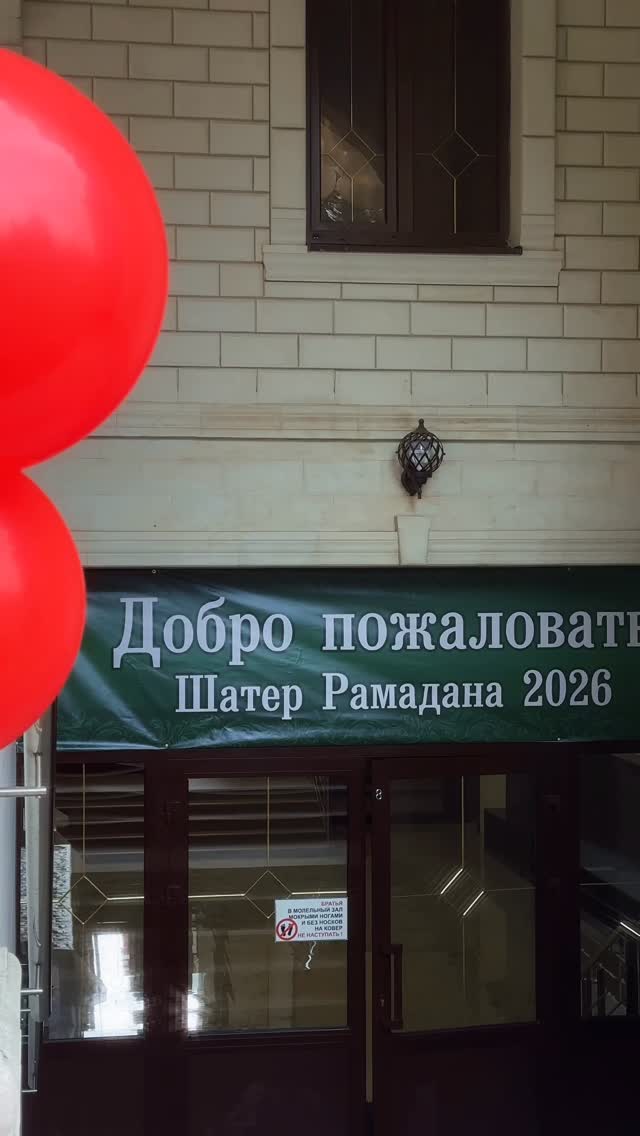 Добро пожаловать
Шатер Рамадана 2026
БРАТЬЯ
В МОЛЕЛЬНЫЙ ЗАЛ
МОКРЫМИ НОГАМИ
И БЕЗ НОСКОВ
НА КОВЕР
НЕ НАСТУПАТЬ!